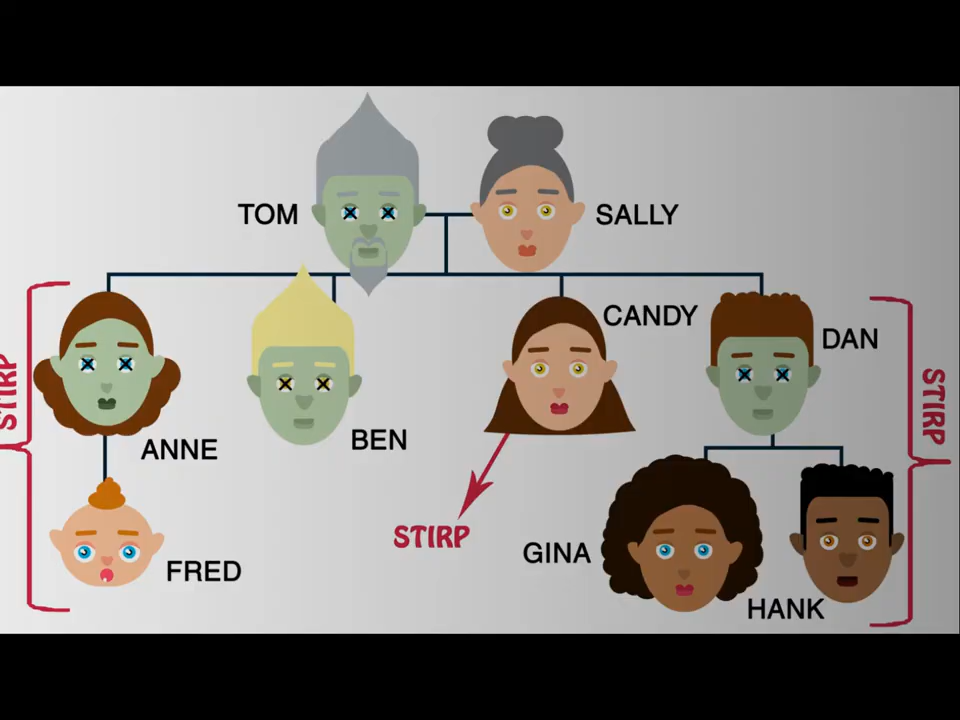 TOM
SALLY
CANDY
DAN
STIRP
STIRP
ANNE
BEN
STIRP
GINA
FRED
HANK